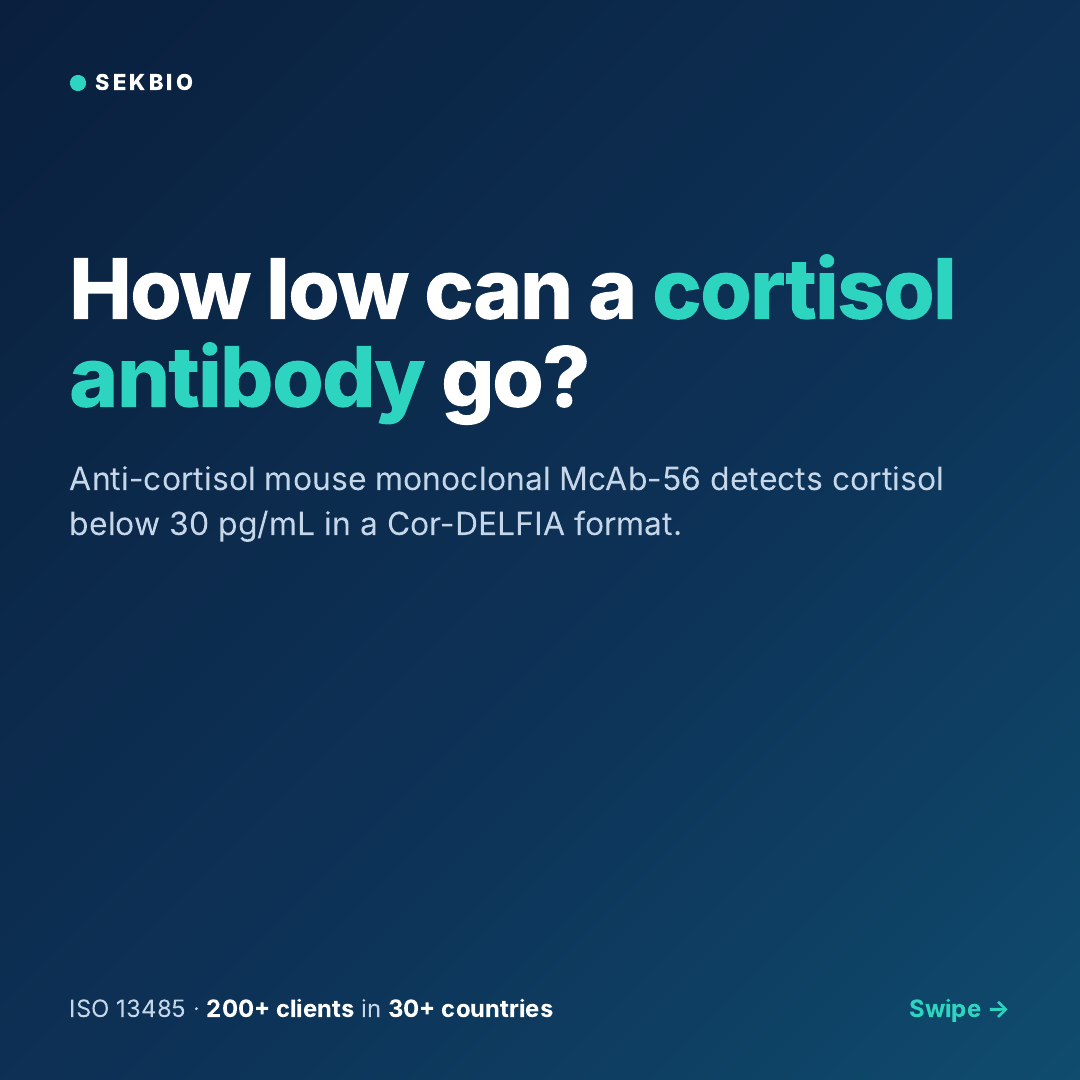 SEKBIO
How low can a cortisol
antibody go?
Anti-cortisol mouse monoclonal McAb-56 detects cortisol
below 30 pg/mL in a Cor-DELFIA format.
ISO 13485 · 200+ clients in 30+ countries
Swipe →